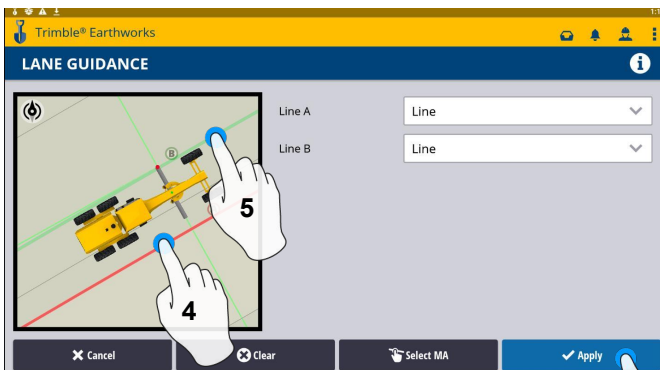 Trimble® Earthworks
LANE GUIDANCE
Line A
Line
Line B
Line
B
5
4
Cancel
Clear
Select MA
Apply